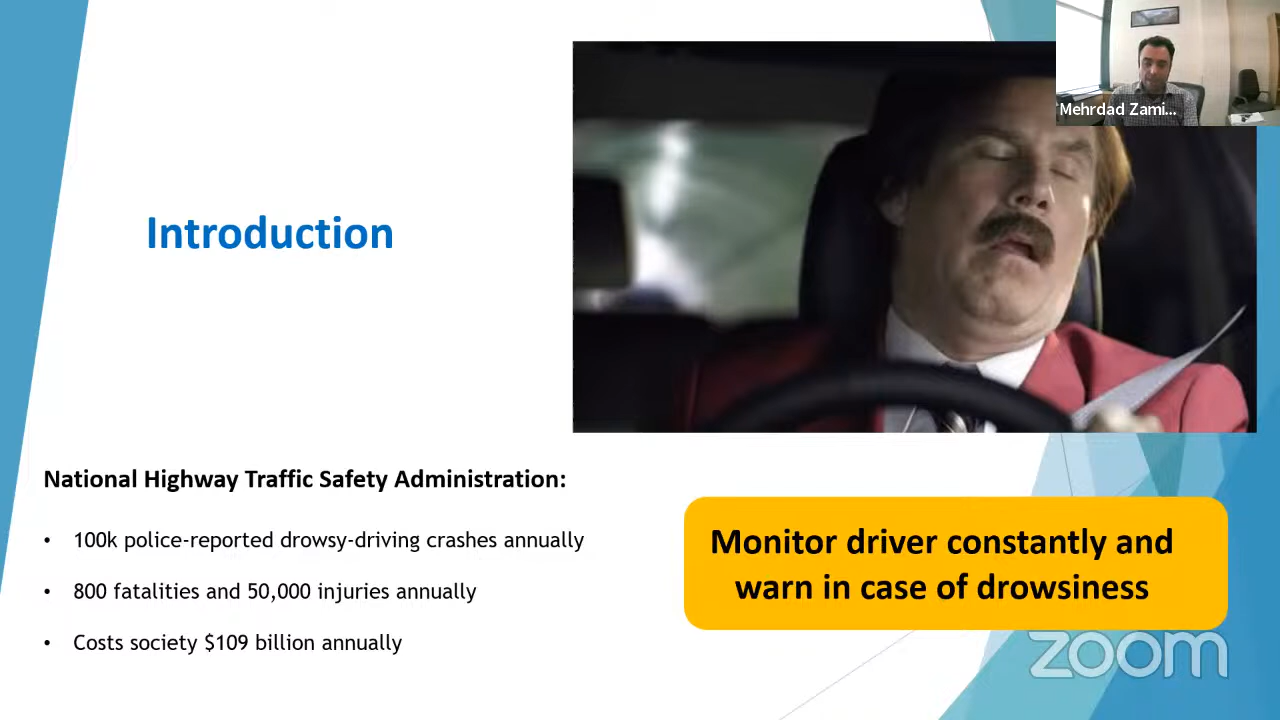 Mehrdad Zami...
Introduction
National Highway Traffic Safety Administration:
• 100k police-reported drowsy-driving crashes annually
• 800 fatalities and 50,000 injuries annually
• Costs society $109 billion annually
Monitor driver constantly and
warn in case of drowsiness
zoom